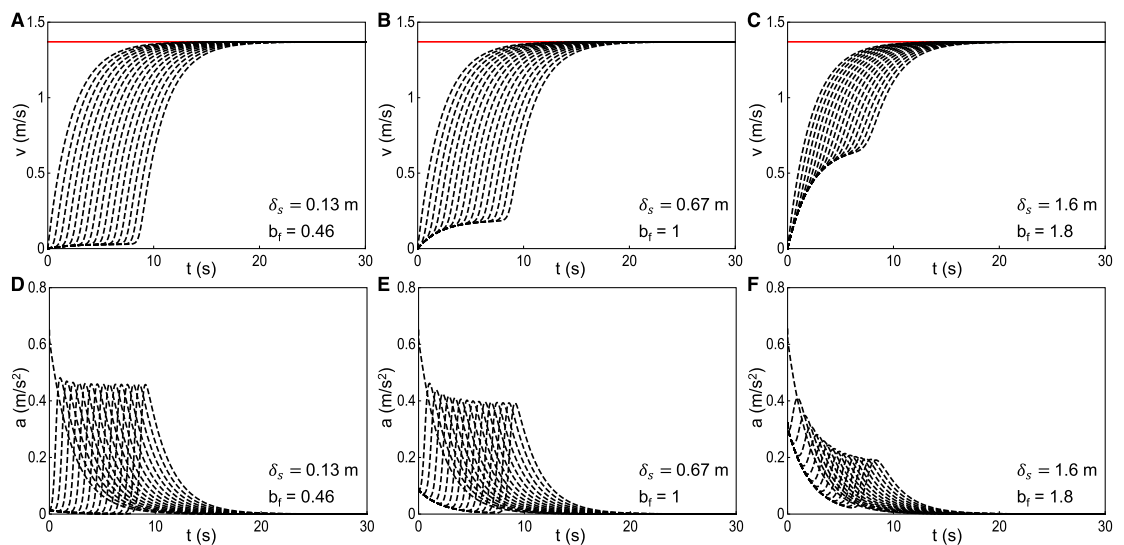 A
1.5
1
0.5
0
v (m/s)
δs = 0.13 m
bf = 0.46
0 10 20 30
t (s)
B
1.5
1
0.5
0
v (m/s)
δs = 0.67 m
bf = 1
0 10 20 30
t (s)
C
1.5
1
0.5
0
v (m/s)
δs = 1.6 m
bf = 1.8
0 10 20 30
t (s)
D
0.8
0.6
0.4
0.2
0
a (m/s²)
δs = 0.13 m
bf = 0.46
0 10 20 30
t (s)
E
0.8
0.6
0.4
0.2
0
a (m/s²)
δs = 0.67 m
bf = 1
0 10 20 30
t (s)
F
0.8
0.6
0.4
0.2
0
a (m/s²)
δs = 1.6 m
bf = 1.8
0 10 20 30
t (s)